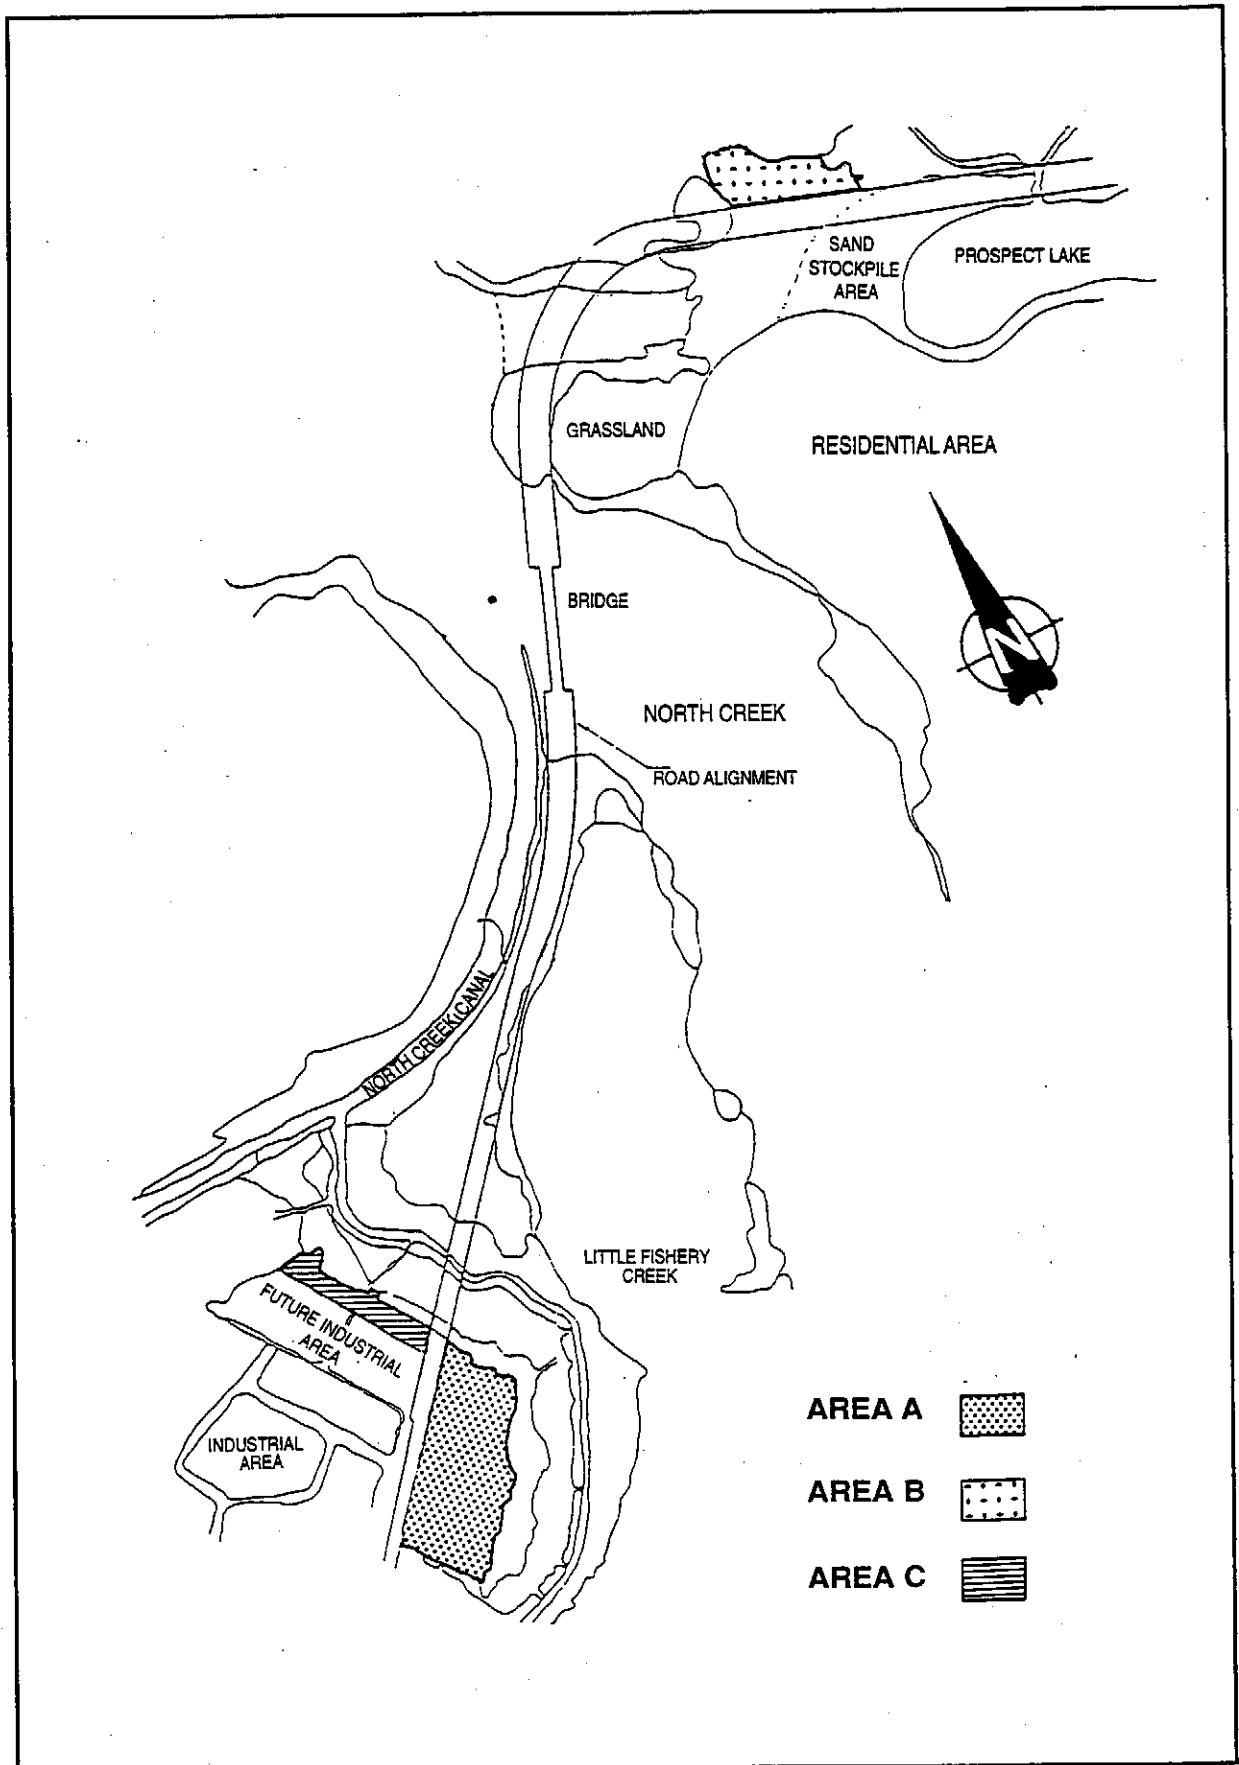 SAND
STOCKPILE
AREA
PROSPECT LAKE
GRASSLAND
RESIDENTIAL AREA
BRIDGE
N
NORTH CREEK
ROAD ALIGNMENT
NORTH CREEK CANAL
LITTLE FISHERY
CREEK
FUTURE INDUSTRIAL
AREA
INDUSTRIAL
AREA
AREA A
AREA B
AREA C